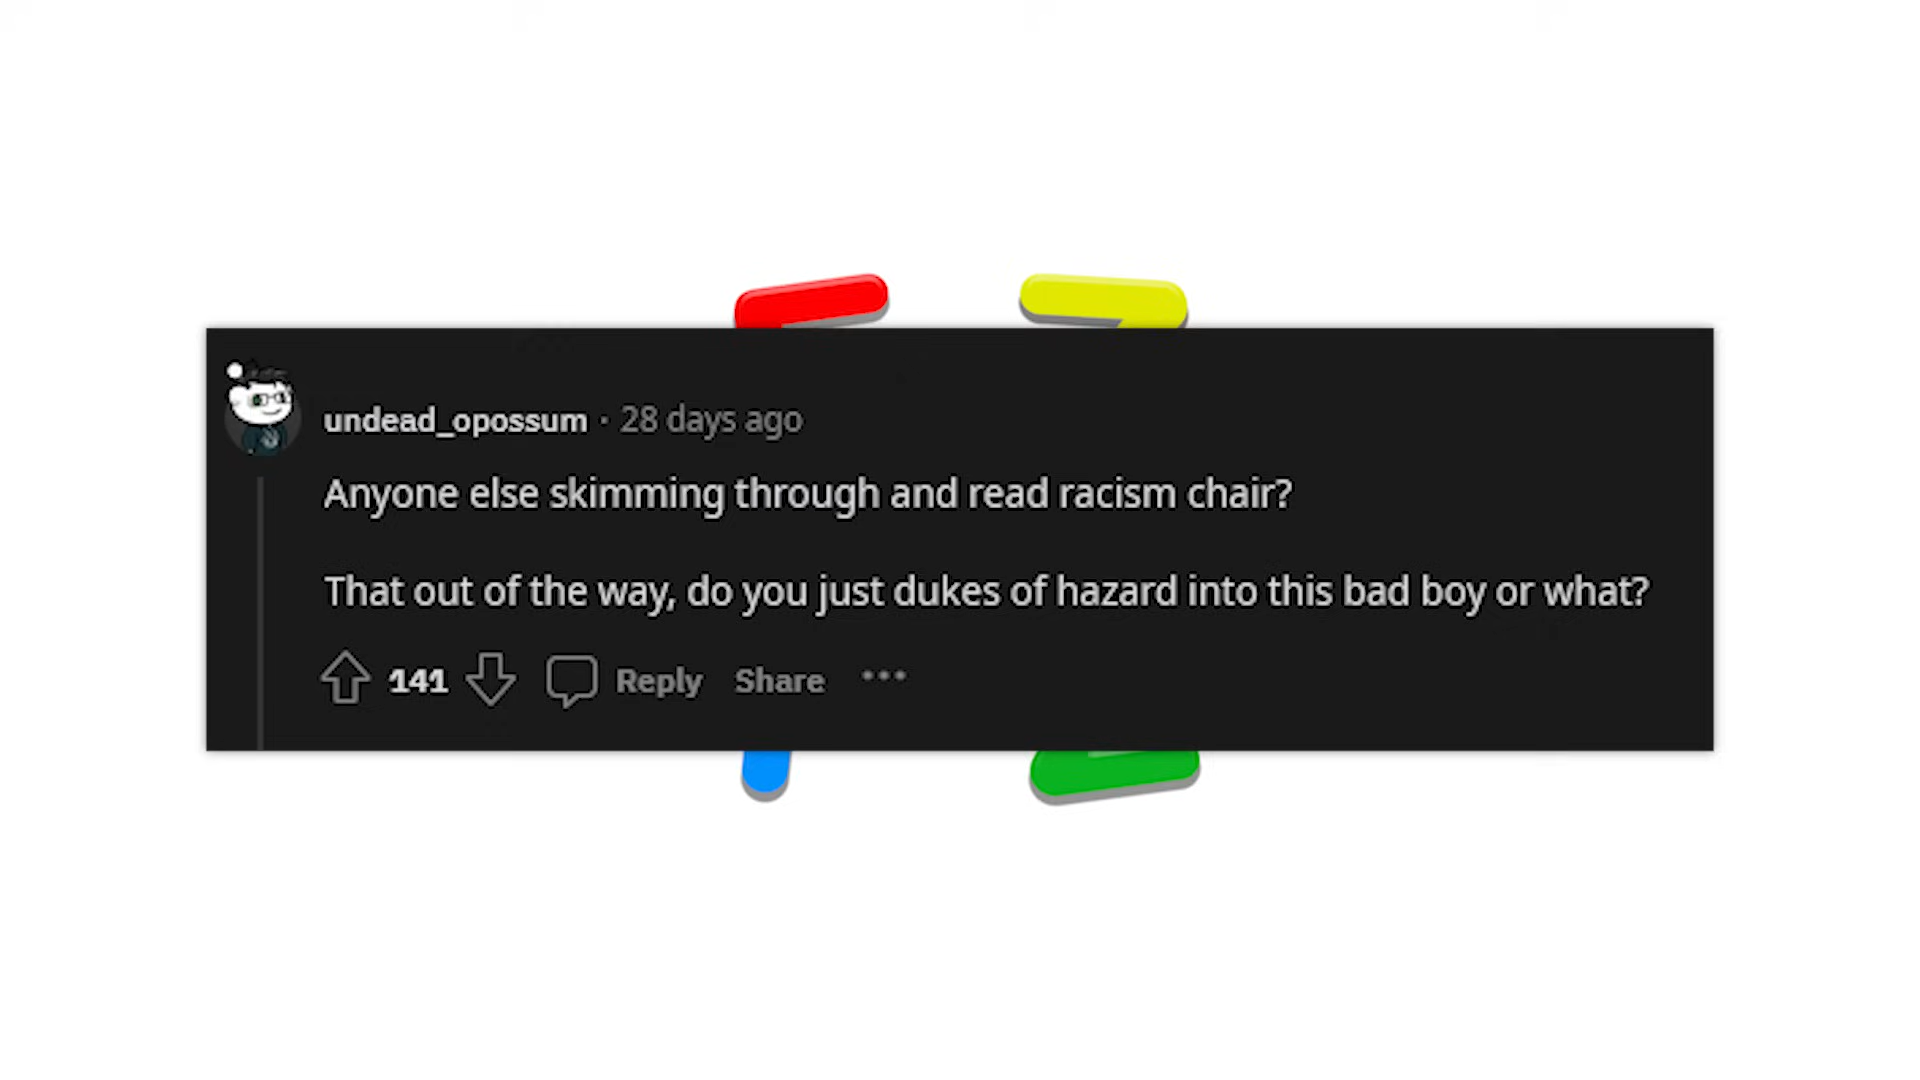 undead_opossum · 28 days ago
Anyone else skimming through and read racism chair?
That out of the way, do you just dukes of hazard into this bad boy or what?
141 Reply Share ···